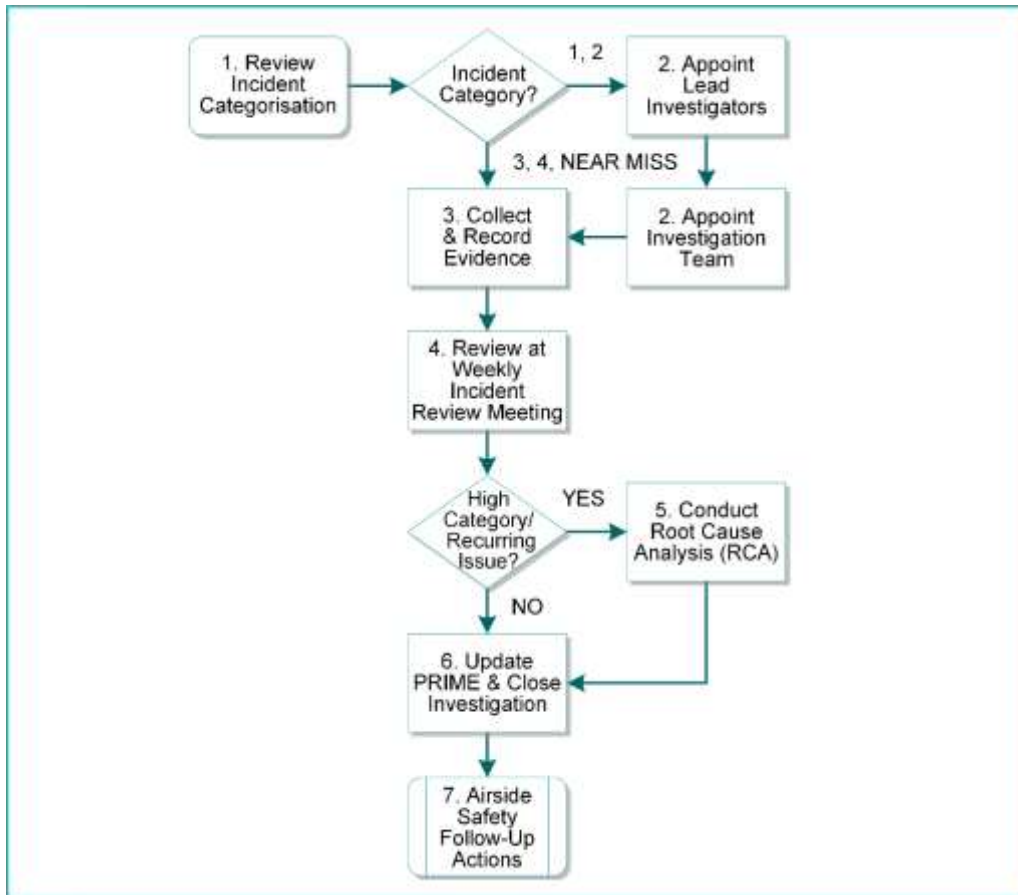 1. Review
Incident
Categorisation
Incident
Category?
1, 2
2. Appoint
Lead
Investigators
3, 4, NEAR MISS
3. Collect
& Record
Evidence
2. Appoint
Investigation
Team
4. Review at
Weekly
Incident
Review Meeting
High
Category/
Recurring
Issue?
YES
5. Conduct
Root Cause
Analysis (RCA)
NO
6. Update
PRIME & Close
Investigation
7. Airside
Safety
Follow-Up
Actions